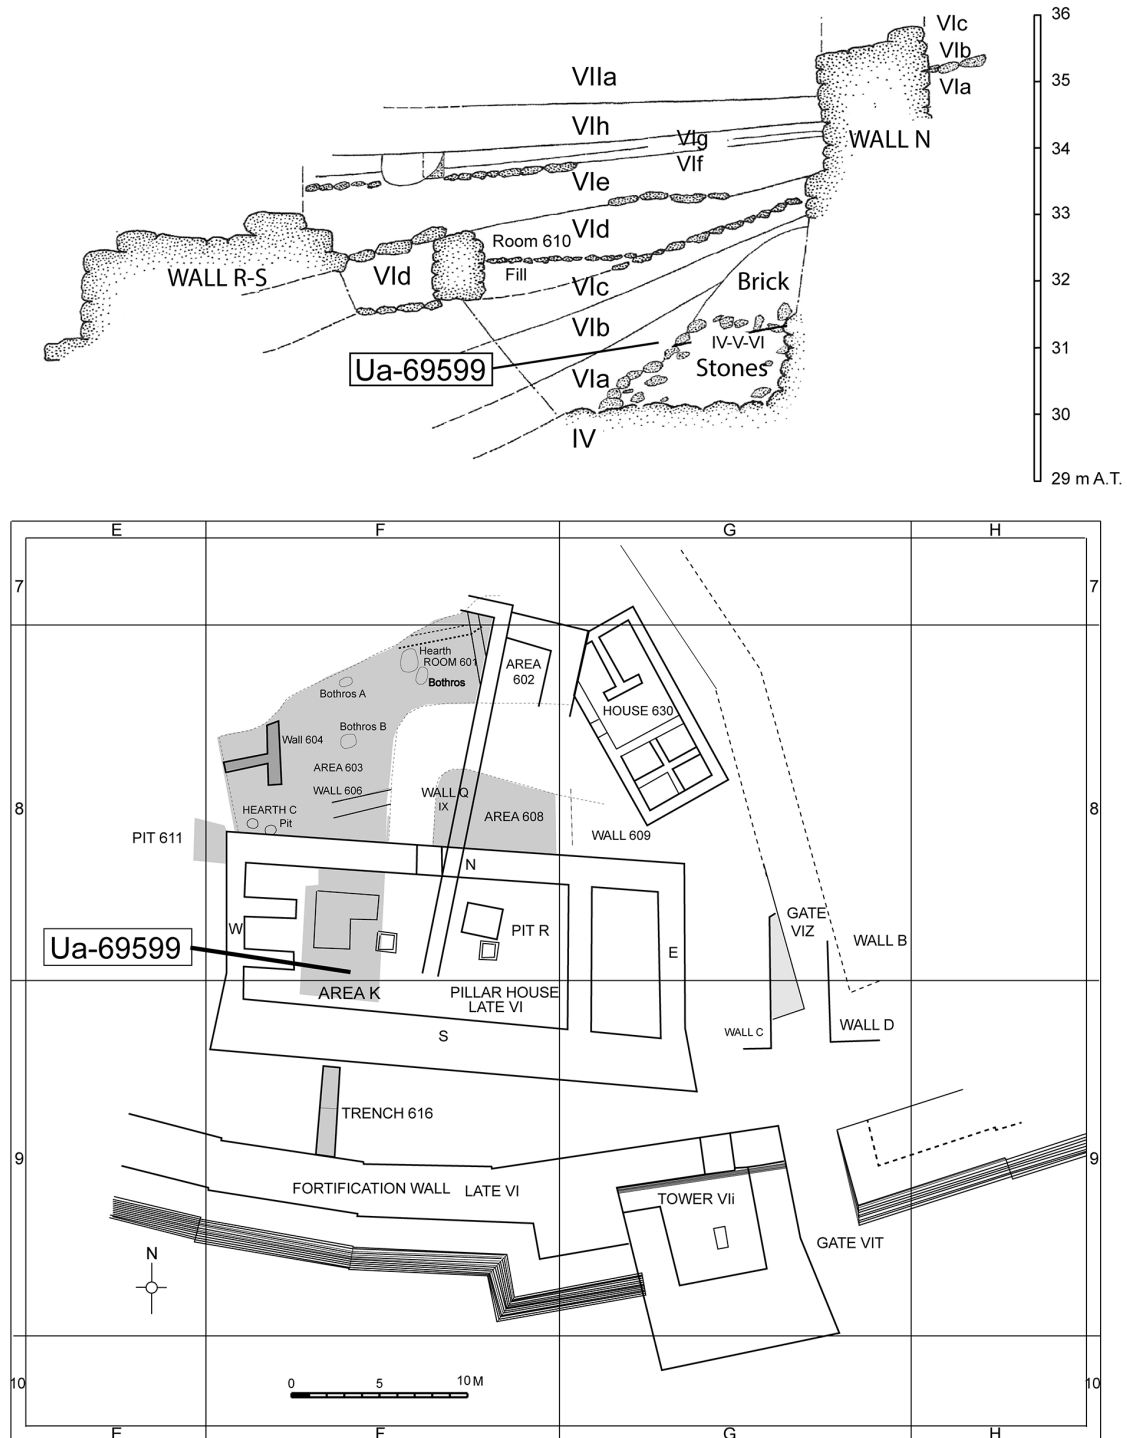 36
VIc
VIb
35
VIa
VIIa
VIh
WALL N
34
VIg
VIf
VIe
33
VId
Room 610
WALL R-S
VId
Fill
32
VIc
Brick
VIb
IV-V-VI
31
Ua-69599
VIa
Stones
30
IV
29 m A.T.
E
F
G
H
7
7
Hearth
ROOM 601
AREA
602
Bothros
Bothros A
HOUSE 630
Bothros B
Wall 604
AREA 603
WALL 606
WALL Q
IX
HEARTH C
Pit
AREA 608
8
8
PIT 611
WALL 609
N
W
PIT R
GATE
VIZ
WALL B
Ua-69599
E
AREA K
PILLAR HOUSE
LATE VI
WALL C
WALL D
S
TRENCH 616
9
9
FORTIFICATION WALL
LATE VI
TOWER VIi
GATE VIT
N
0
5
10 M
10
10
E
F
G
H